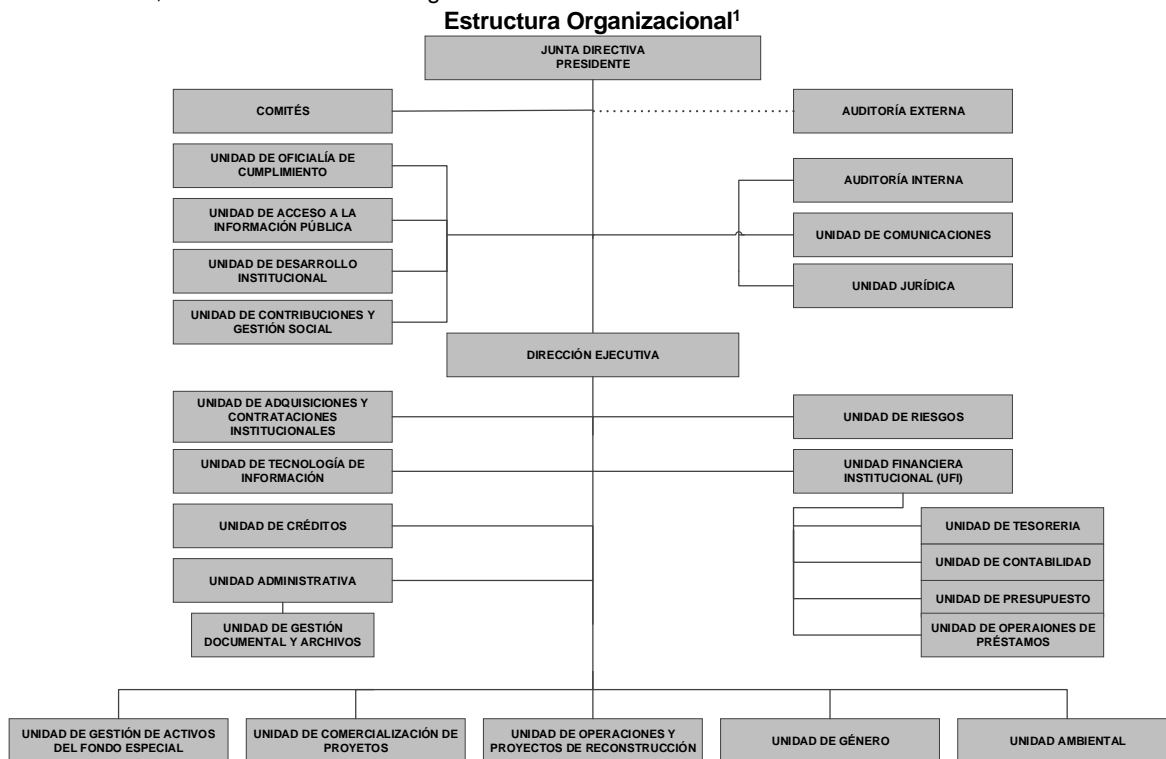 Estructura Organizacional¹
JUNTA DIRECTIVA
PRESIDENTE
COMITÉS
AUDITORÍA EXTERNA
UNIDAD DE OFICIALÍA DE
CUMPLIMIENTO
AUDITORÍA INTERNA
UNIDAD DE ACCESO A LA
INFORMACIÓN PÚBLICA
UNIDAD DE COMUNICACIONES
UNIDAD DE DESARROLLO
INSTITUCIONAL
UNIDAD JURÍDICA
UNIDAD DE CONTRIBUCIONES Y
GESTIÓN SOCIAL
DIRECCIÓN EJECUTIVA
UNIDAD DE ADQUISICIONES Y
CONTRATACIONES
INSTITUCIONALES
UNIDAD DE RIESGOS
UNIDAD DE TECNOLOGÍA DE
INFORMACIÓN
UNIDAD FINANCIERA
INSTITUCIONAL (UFI)
UNIDAD DE CRÉDITOS
UNIDAD DE TESORERIA
UNIDAD DE CONTABILIDAD
UNIDAD ADMINISTRATIVA
UNIDAD DE PRESUPUESTO
UNIDAD DE GESTIÓN
DOCUMENTAL Y ARCHIVOS
UNIDAD DE OPERAIONES DE
PRÉSTAMOS
UNIDAD DE GESTIÓN DE ACTIVOS
DEL FONDO ESPECIAL
UNIDAD DE COMERCIALIZACIÓN DE
PROYETOS
UNIDAD DE OPERACIONES Y
PROYECTOS DE RECONSTRUCCIÓN
UNIDAD DE GÉNERO
UNIDAD AMBIENTAL